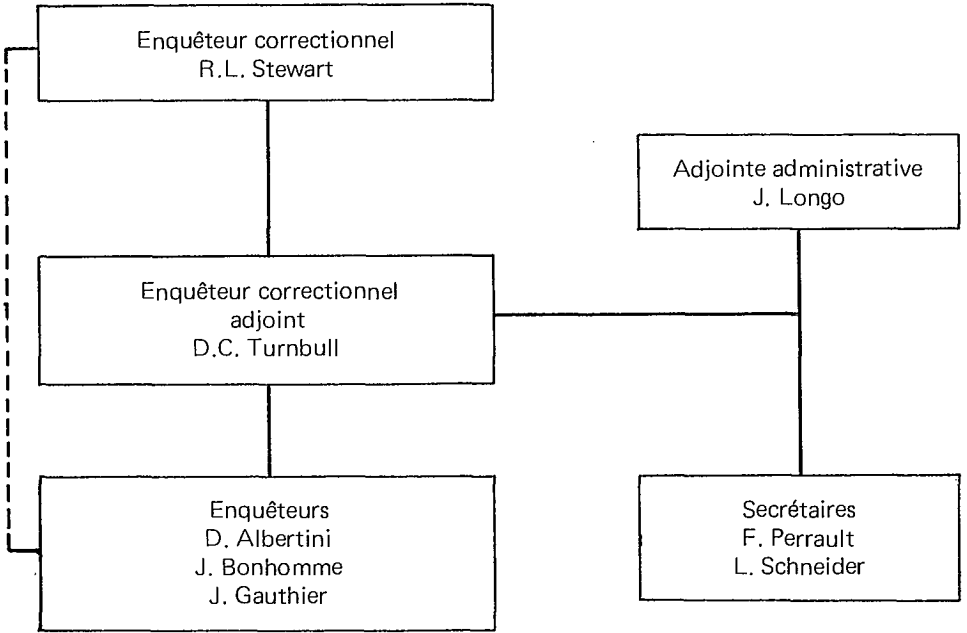 Enquêteur correctionnel
R.L. Stewart
Adjointe administrative
J. Longo
Enquêteur correctionnel
adjoint
D.C. Turnbull
Enquêteurs
D. Albertini
J. Bonhomme
J. Gauthier
Secrétaires
F. Perrault
L. Schneider